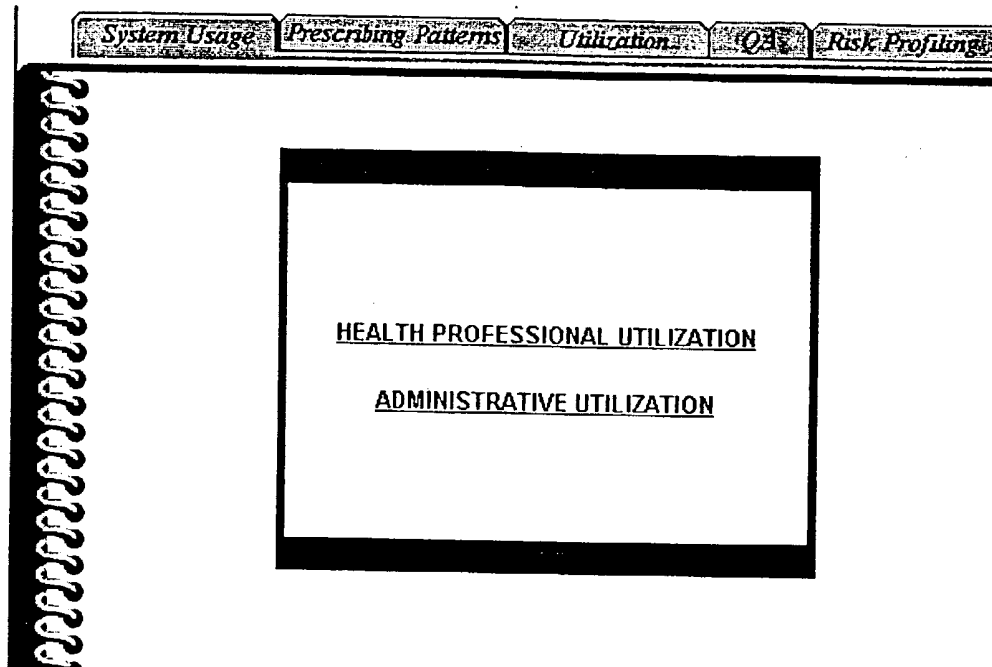 System Usage Prescribing Patterns Utilization QA Risk Profiling
HEALTH PROFESSIONAL UTILIZATION
ADMINISTRATIVE UTILIZATION